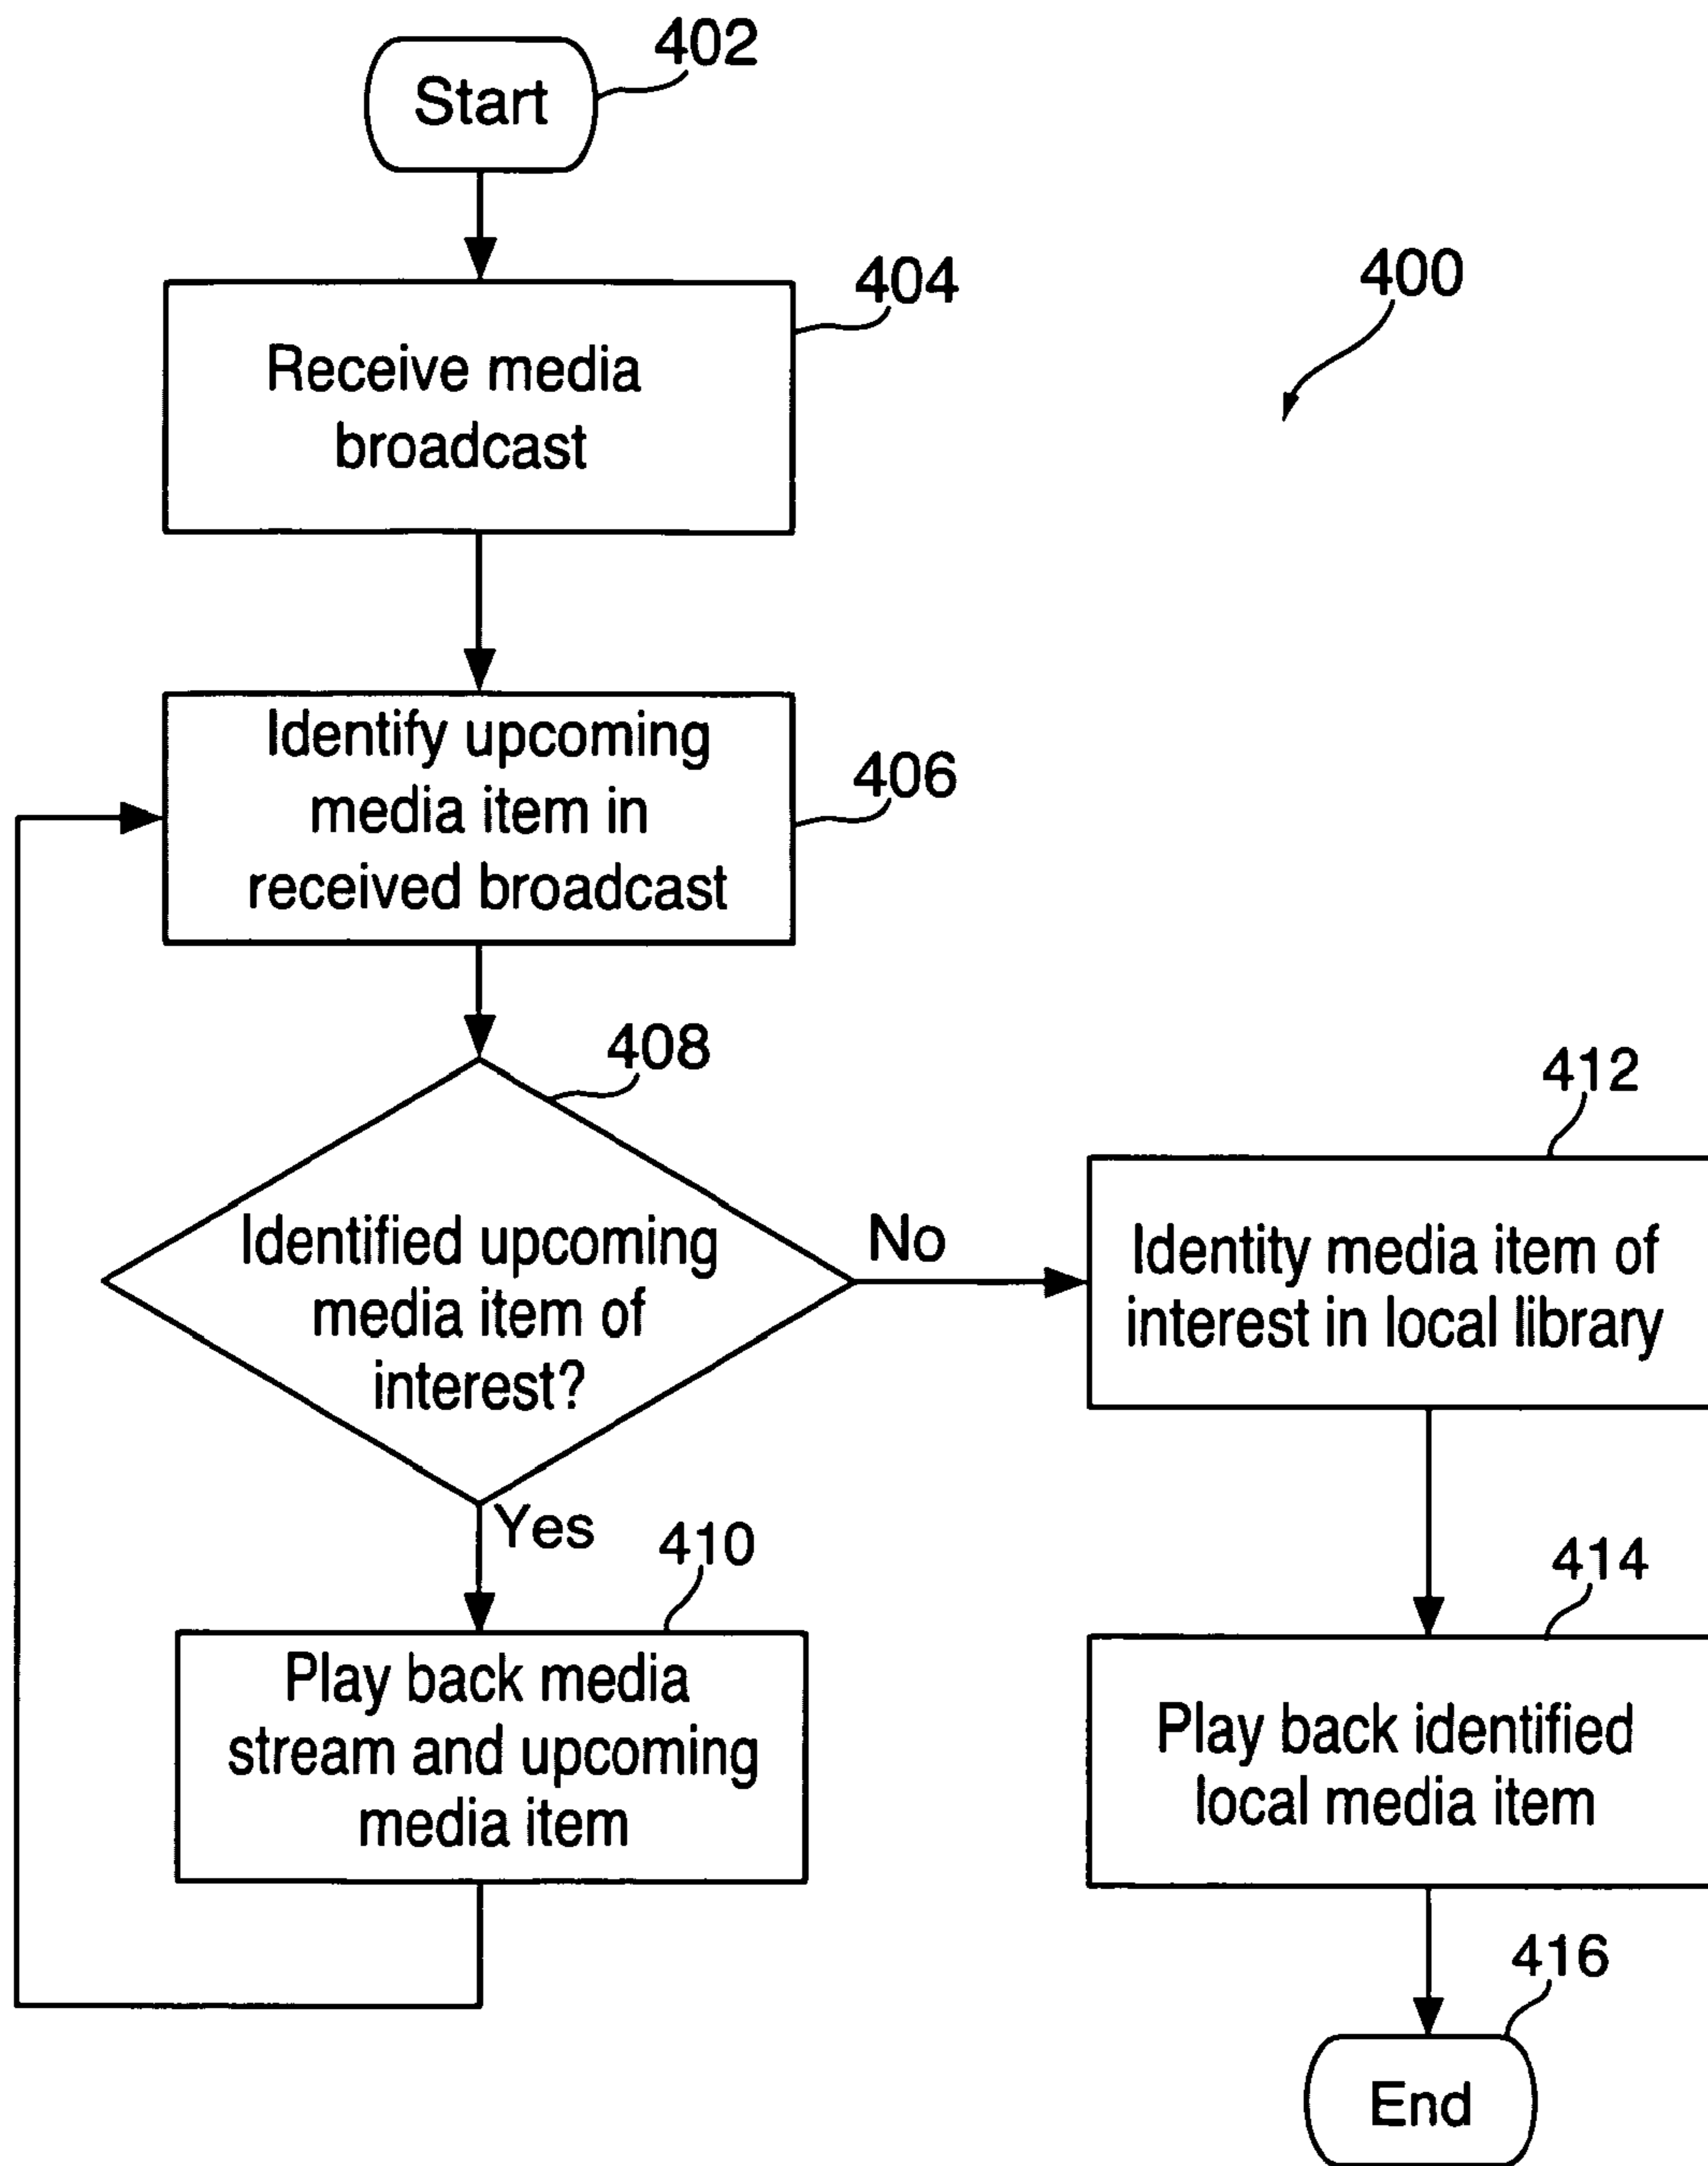 402
Start
404
Receive media
broadcast
400
Identify upcoming
media item in
received broadcast
406
408
Identified upcoming
media item of
interest?
No
Yes
412
Identity media item of
interest in local library
410
Play back media
stream and upcoming
media item
414
Play back identified
local media item
416
End